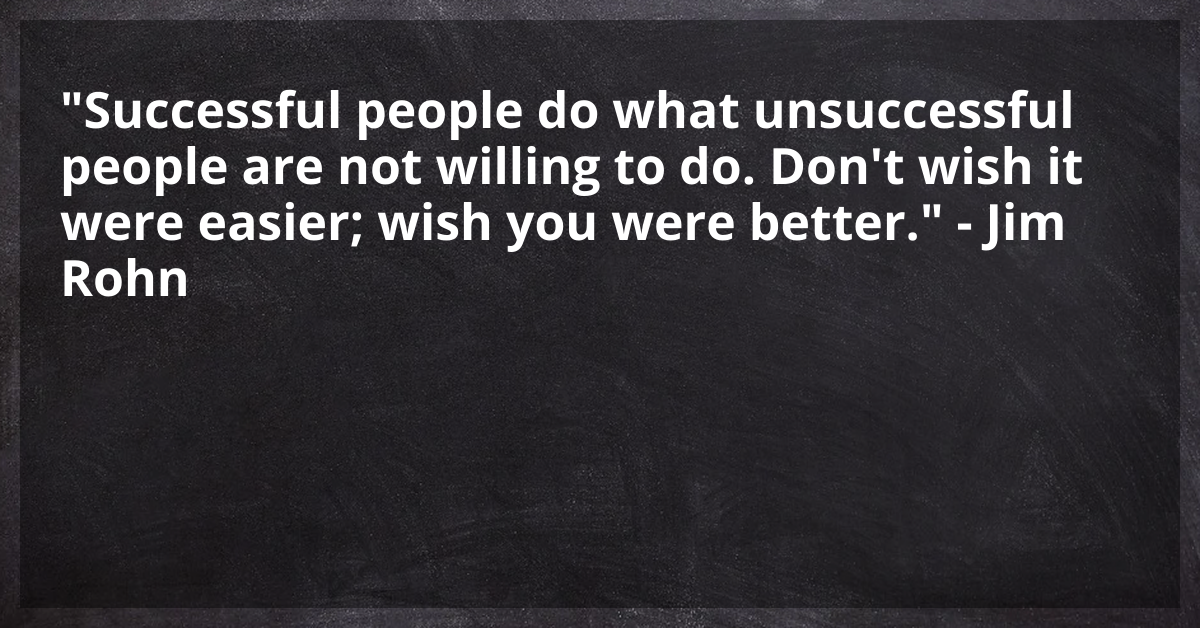 "Successful people do what unsuccessful
people are not willing to do. Don't wish it
were easier; wish you were better." - Jim
Rohn